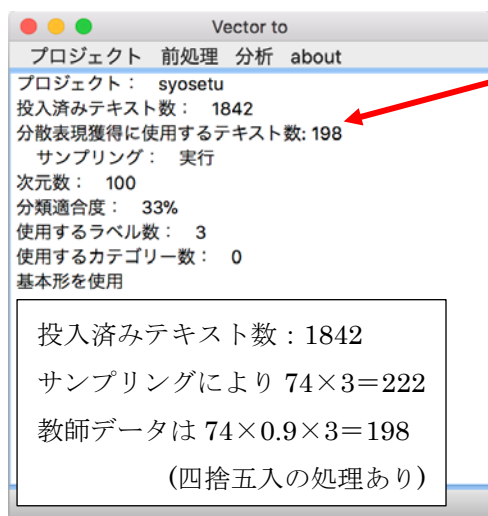 Vector to
プロジェクト 前処理 分析 about
プロジェクト： syosetu
投入済みテキスト数： 1842
分散表現獲得に使用するテキスト数: 198
サンプリング： 実行
次元数： 100
分類適合度： 33%
使用するラベル数： 3
使用するカテゴリー数： 0
基本形を使用
投入済みテキスト数：1842
サンプリングにより 74×3＝222
教師データは 74×0.9×3＝198
(四捨五入の処理あり)